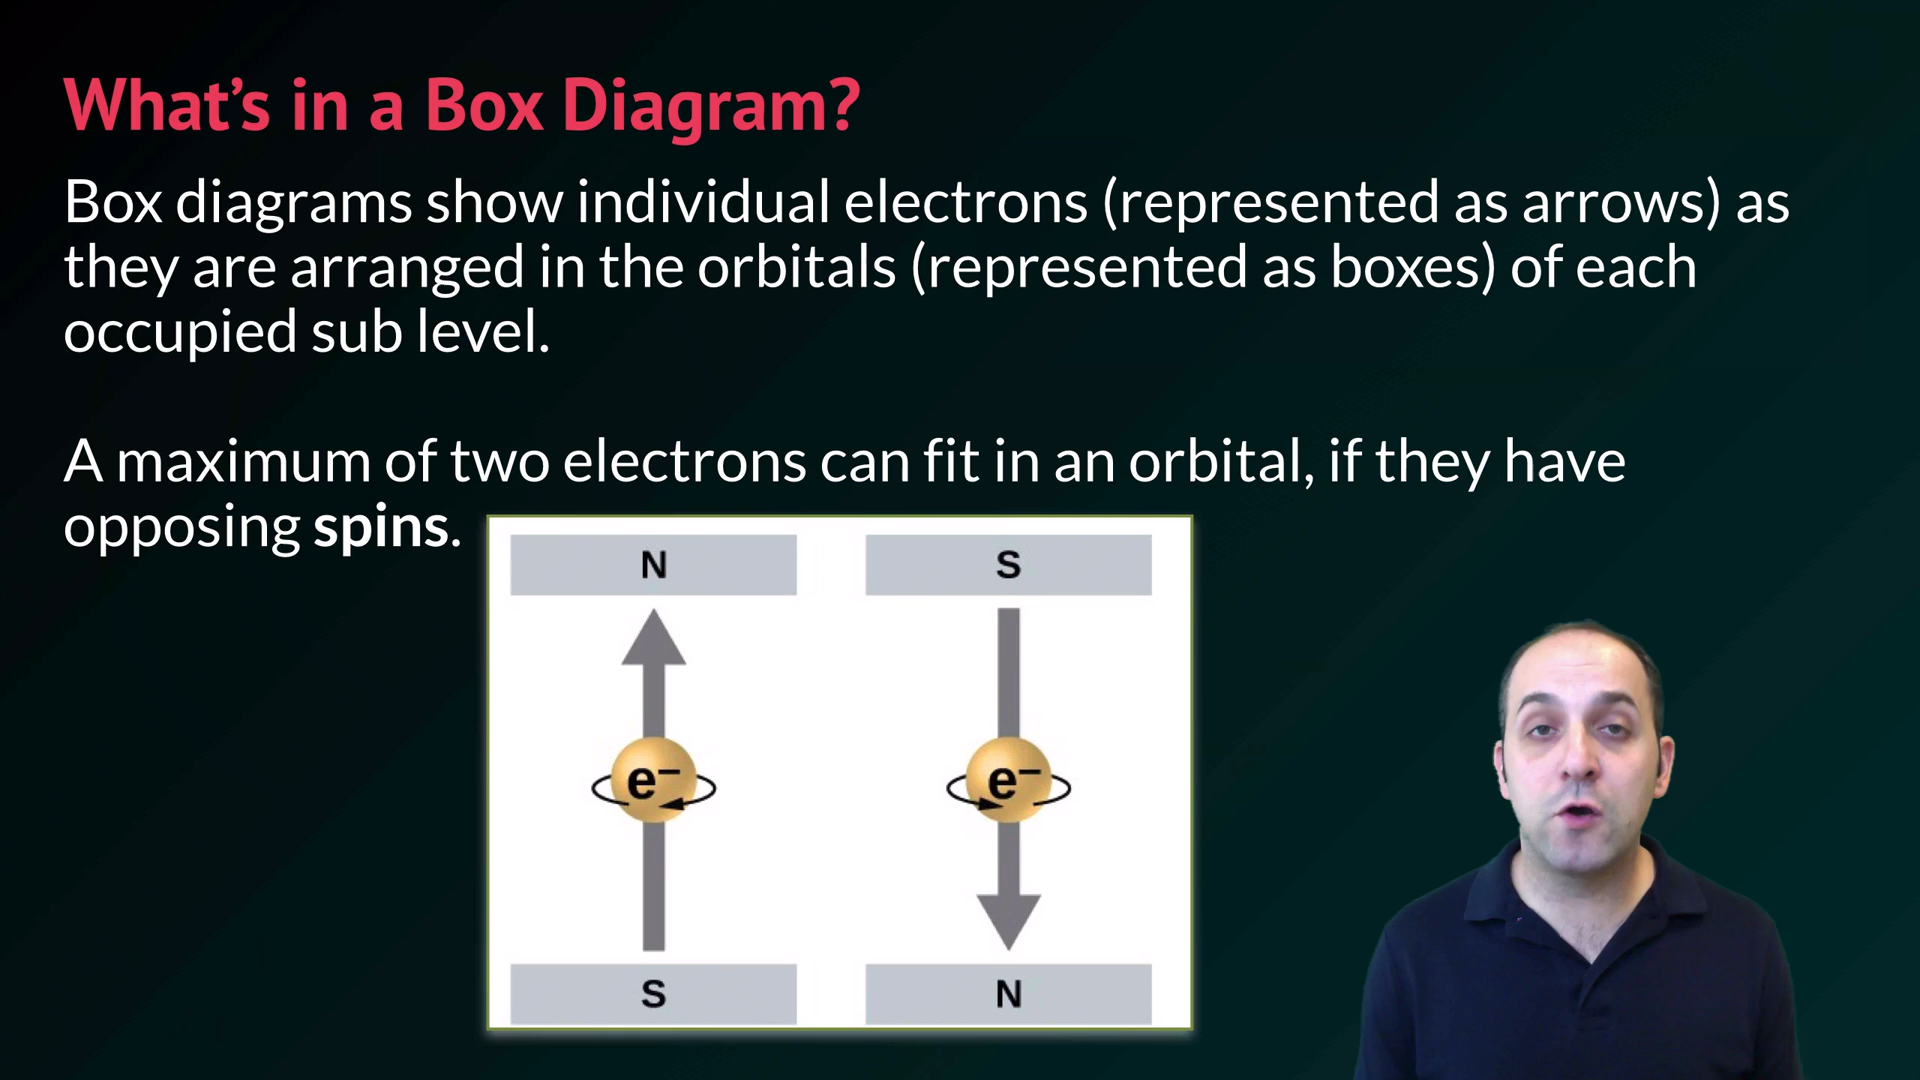 What’s in a Box Diagram?
Box diagrams show individual electrons (represented as arrows) as
they are arranged in the orbitals (represented as boxes) of each
occupied sub level.
A maximum of two electrons can fit in an orbital, if they have
opposing spins.
N
S
e−
e−
S
N